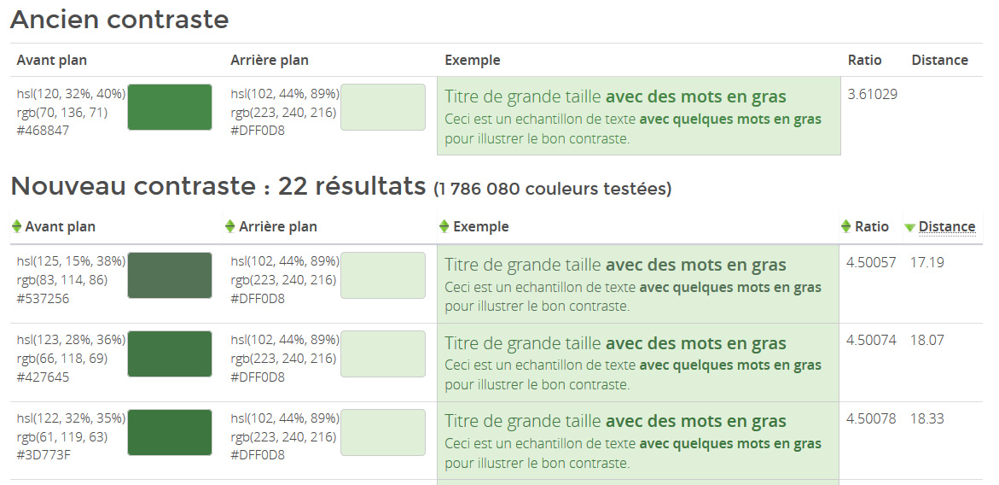 Ancien contraste
Avant plan Arrière plan Exemple Ratio Distance
hsl(120, 32%, 40%) hsl(102, 44%, 89%) Titre de grande taille avec des mots en gras 3.61029
rgb(70, 136, 71) rgb(223, 240, 216) Ceci est un echantillon de texte avec quelques mots en gras
#468847 #DFF0D8 pour illustrer le bon contraste.
Nouveau contraste : 22 résultats (1 786 080 couleurs testées)
Avant plan Arrière plan Exemple Ratio Distance
hsl(125, 15%, 38%) hsl(102, 44%, 89%) Titre de grande taille avec des mots en gras 4.50057 17.19
rgb(83, 114, 86) rgb(223, 240, 216) Ceci est un echantillon de texte avec quelques mots en gras
#537256 #DFF0D8 pour illustrer le bon contraste.
hsl(123, 28%, 36%) hsl(102, 44%, 89%) Titre de grande taille avec des mots en gras 4.50074 18.07
rgb(66, 118, 69) rgb(223, 240, 216) Ceci est un echantillon de texte avec quelques mots en gras
#427645 #DFF0D8 pour illustrer le bon contraste.
hsl(122, 32%, 35%) hsl(102, 44%, 89%) Titre de grande taille avec des mots en gras 4.50078 18.33
rgb(61, 119, 63) rgb(223, 240, 216) Ceci est un echantillon de texte avec quelques mots en gras
#3D773F #DFF0D8 pour illustrer le bon contraste.